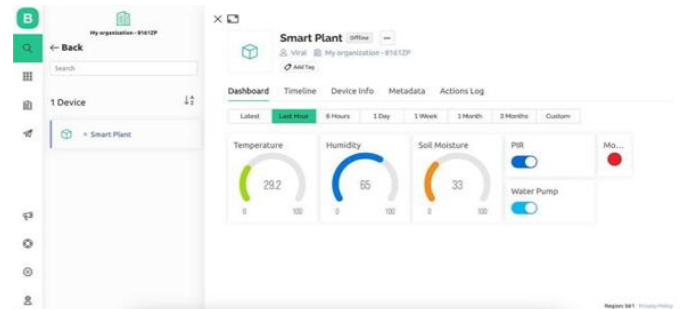 B
My organization - 8161ZP
← Back
Search
1 Device
Smart Plant
Smart Plant Offline ...
Viral My organization - 8161ZP
Add Tag
Dashboard Timeline Device Info Metadata Actions Log
Latest Last Hour 6 Hours 1 Day 1 Week 1 Month 3 Months Custom
Temperature Humidity Soil Moisture PIR Mo...
29.2 65 33
Water Pump
0 100 0 100 0 100
Region: blr1 Privacy Policy